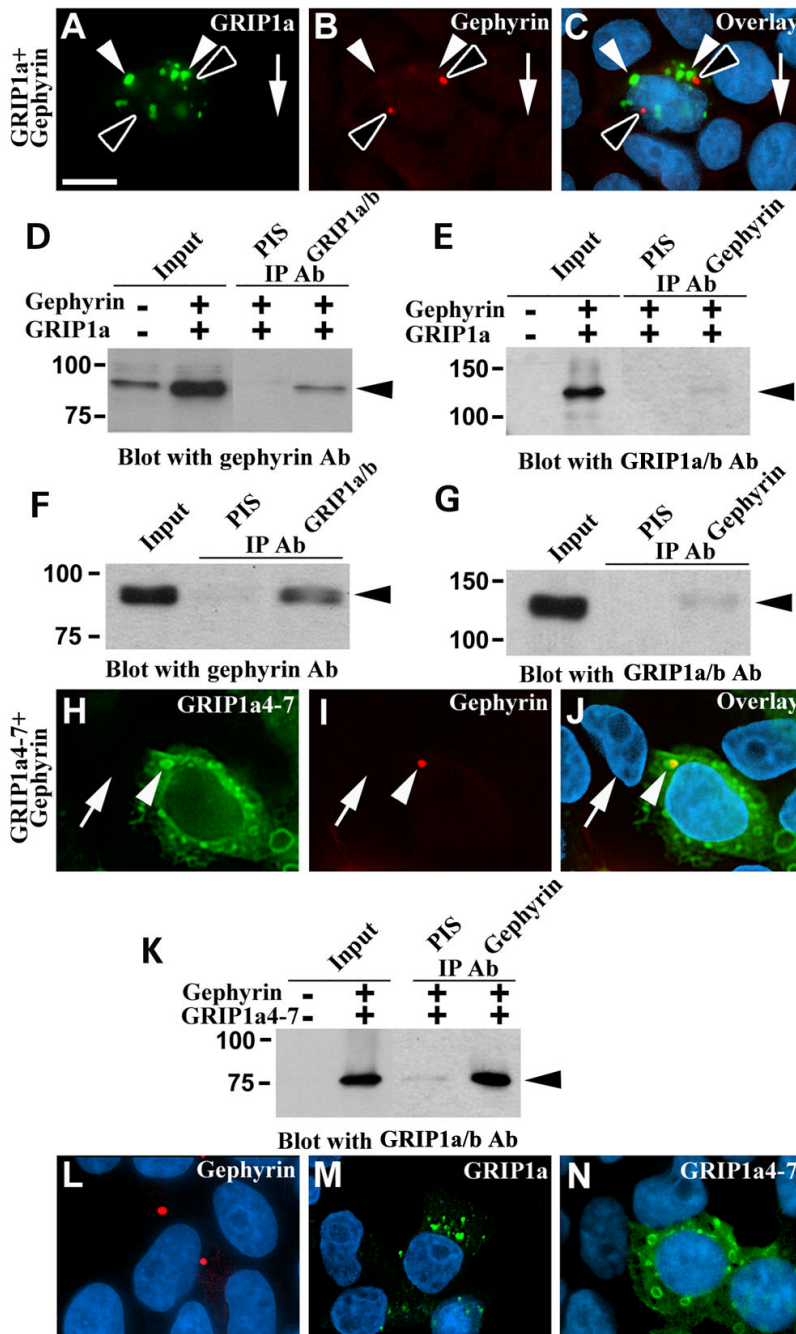 A GRIP1a B Gephyrin C Overlay
GRIP1a+
Gephyrin
D Input PIS GRIP1a/b
IP Ab
Gephyrin - + + +
GRIP1a - + + +
100
75
Blot with gephyrin Ab
E Input PIS Gephyrin
IP Ab
Gephyrin - + + +
GRIP1a - + + +
150
100
Blot with GRIP1a/b Ab
F Input PIS GRIP1a/b
IP Ab
100
75
Blot with gephyrin Ab
G Input PIS Gephyrin
IP Ab
150
100
Blot with GRIP1a/b Ab
H GRIP1a4-7 I Gephyrin J Overlay
GRIP1a4-7+
Gephyrin
K Input PIS Gephyrin
IP Ab
Gephyrin - + + +
GRIP1a4-7 - + + +
100
75
Blot with GRIP1a/b Ab
L Gephyrin M GRIP1a N GRIP1a4-7